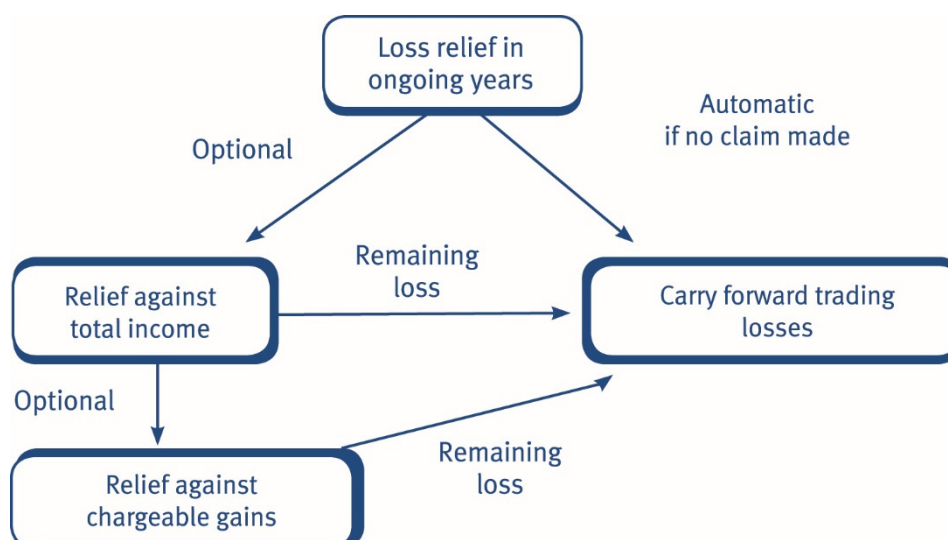 Loss relief in
ongoing years
Automatic
if no claim made
Optional
Remaining
loss
Relief against
total income
Carry forward trading
losses
Optional
Remaining
loss
Relief against
chargeable gains